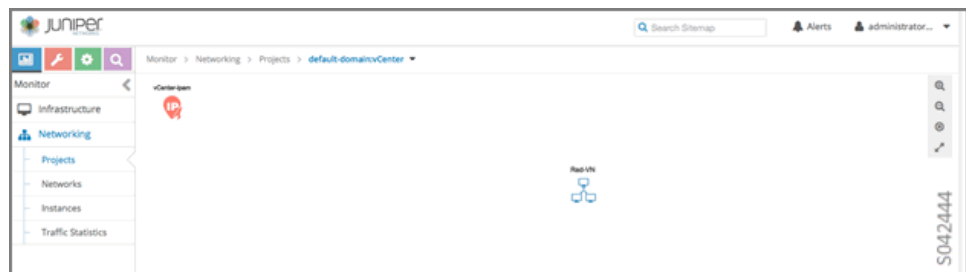 JUNIPER
NETWORKS
Search Sitemap
Alerts
administrator...
Monitor > Networking > Projects > default-domain:vCenter
Monitor
vCenter-ipam
IP
Infrastructure
Networking
Projects
Red-VN
Networks
Instances
Traffic Statistics
S042444